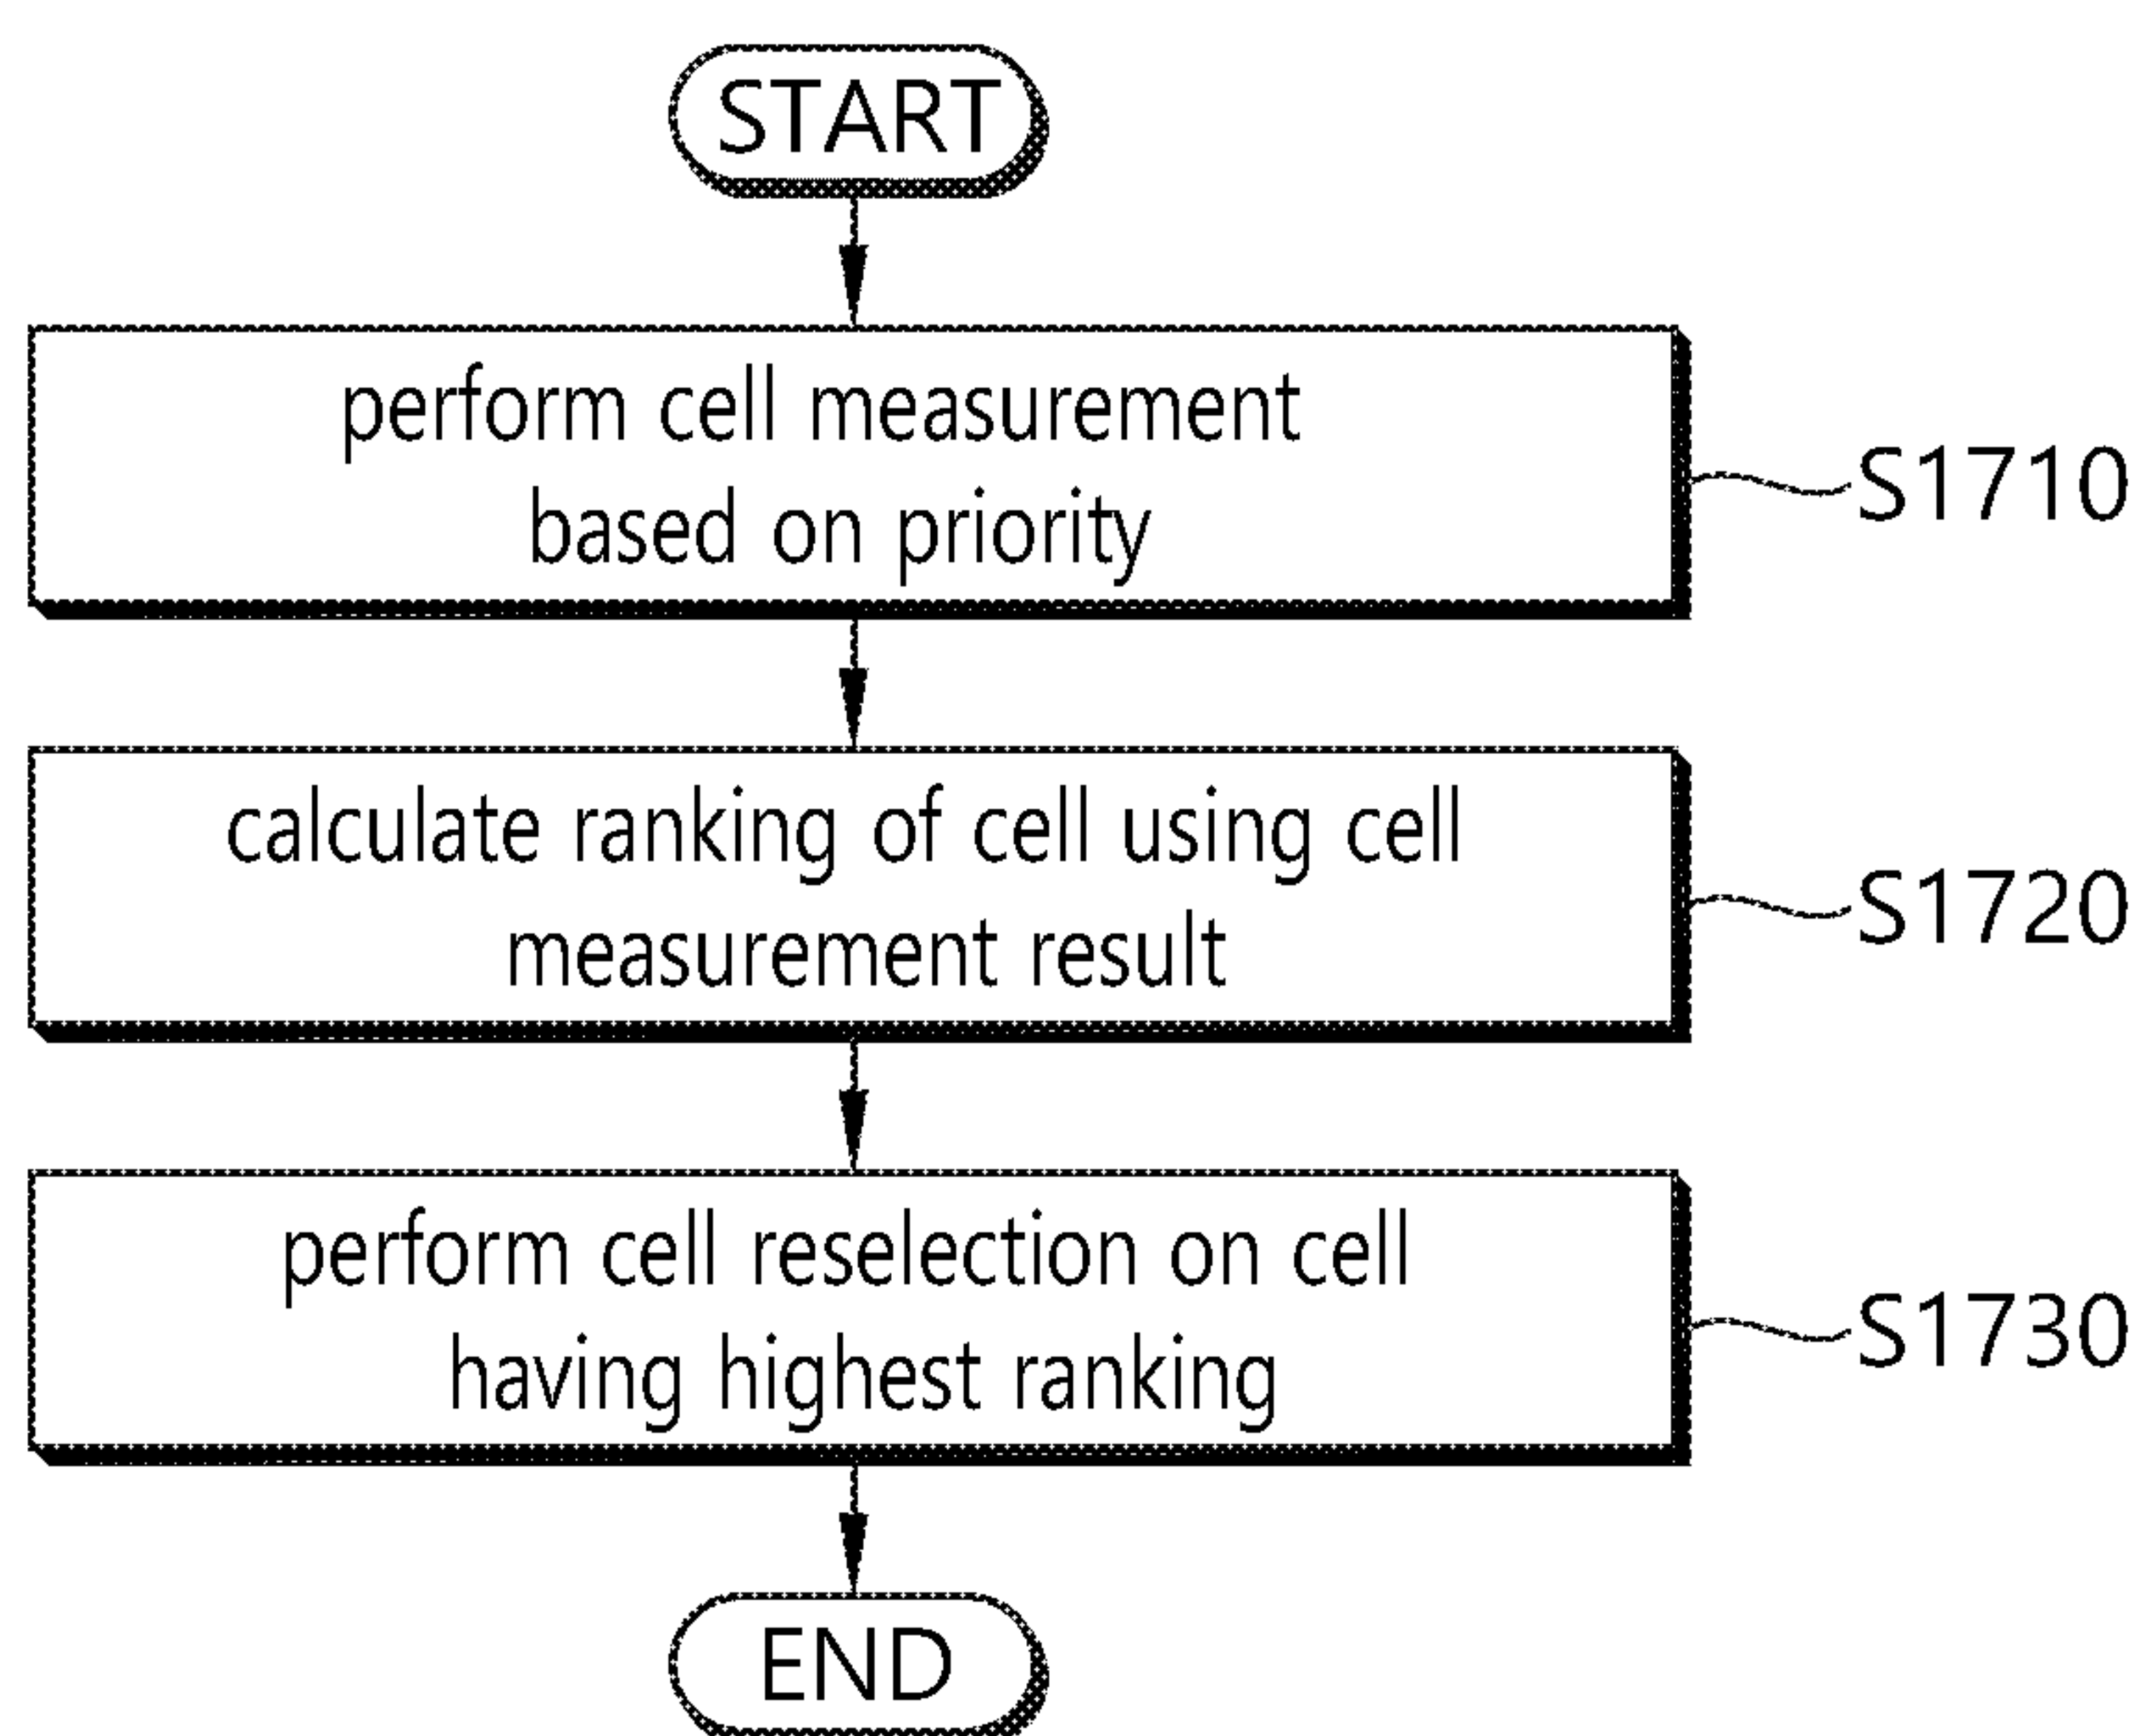 START
perform cell measurement
based on priority
S1710
calculate ranking of cell using cell
measurement result
S1720
perform cell reselection on cell
having highest ranking
S1730
END